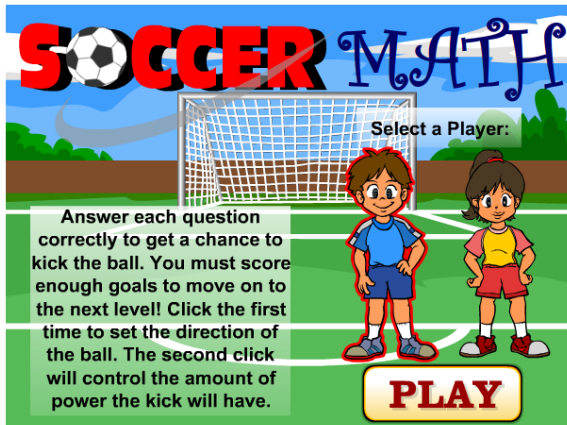 SOCCER MATH
Select a Player:
Answer each question
correctly to get a chance to
kick the ball. You must score
enough goals to move on to
the next level! Click the first
time to set the direction of
the ball. The second click
will control the amount of
power the kick will have.
PLAY